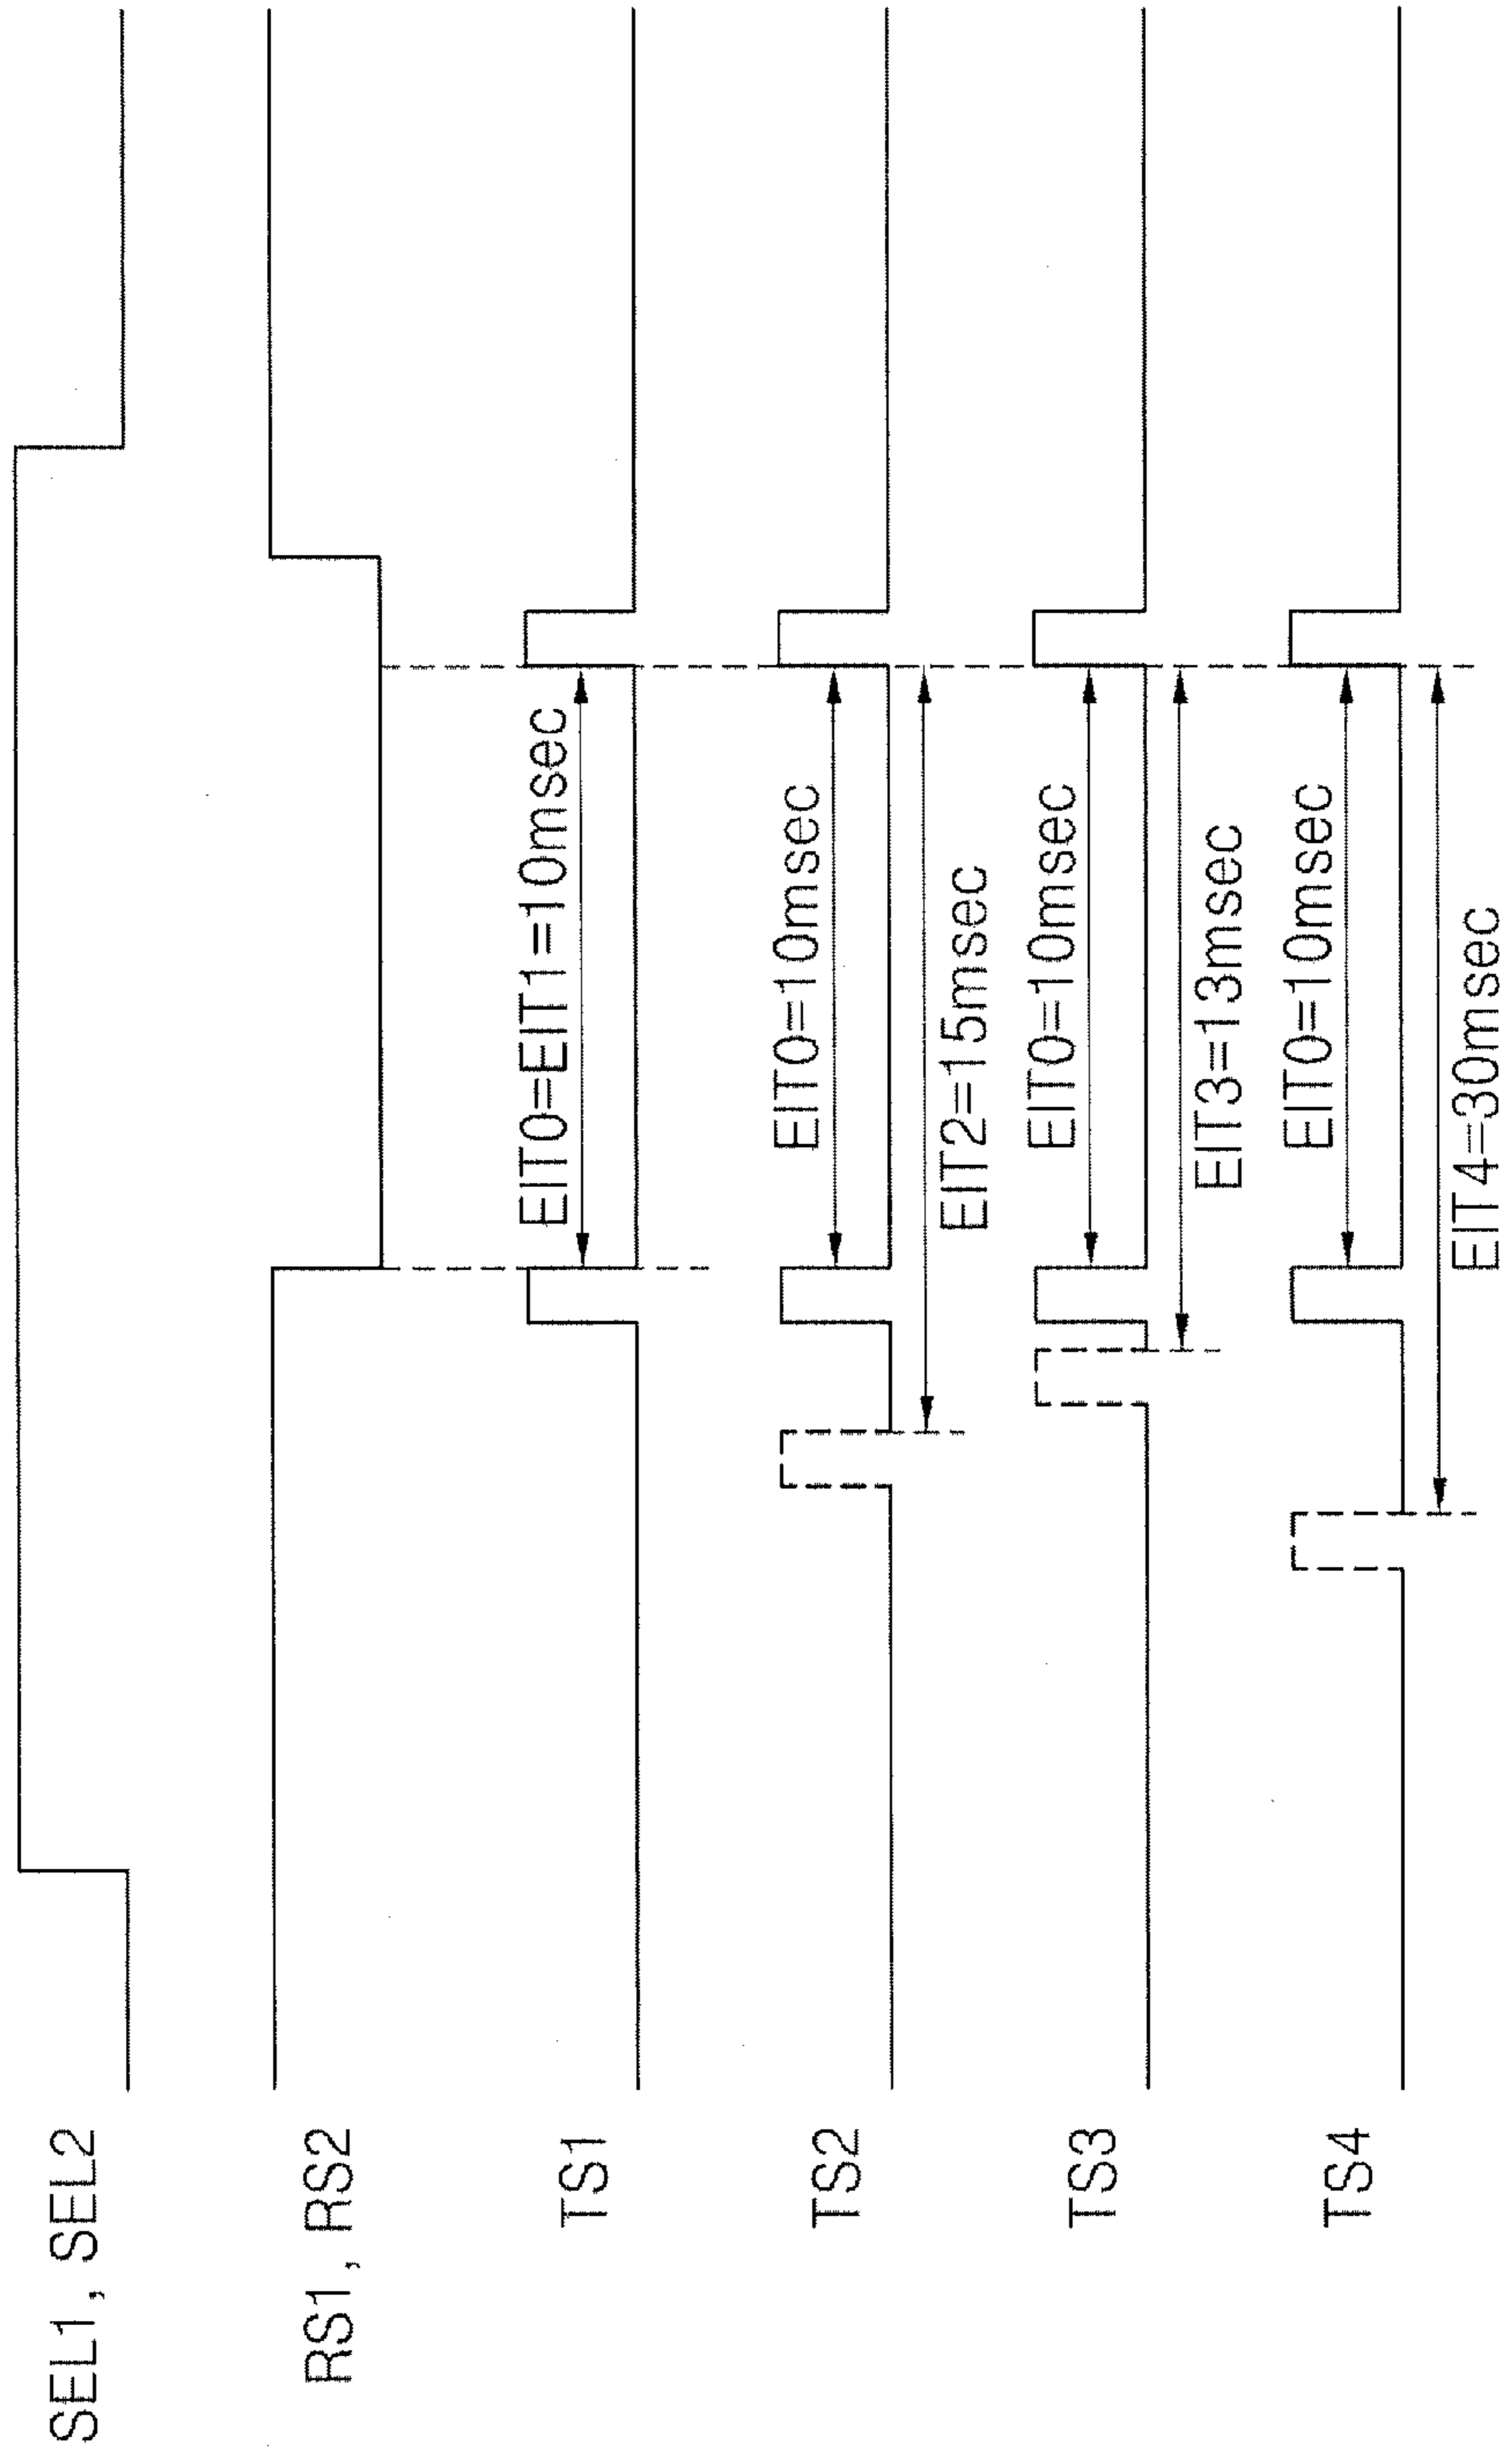 SEL1, SEL2
RS1, RS2
TS1
EIT0=EIT1=10msec
TS2
EIT0=10msec
EIT2=15msec
TS3
EIT0=10msec
EIT3=13msec
TS4
EIT0=10msec
EIT4=30msec